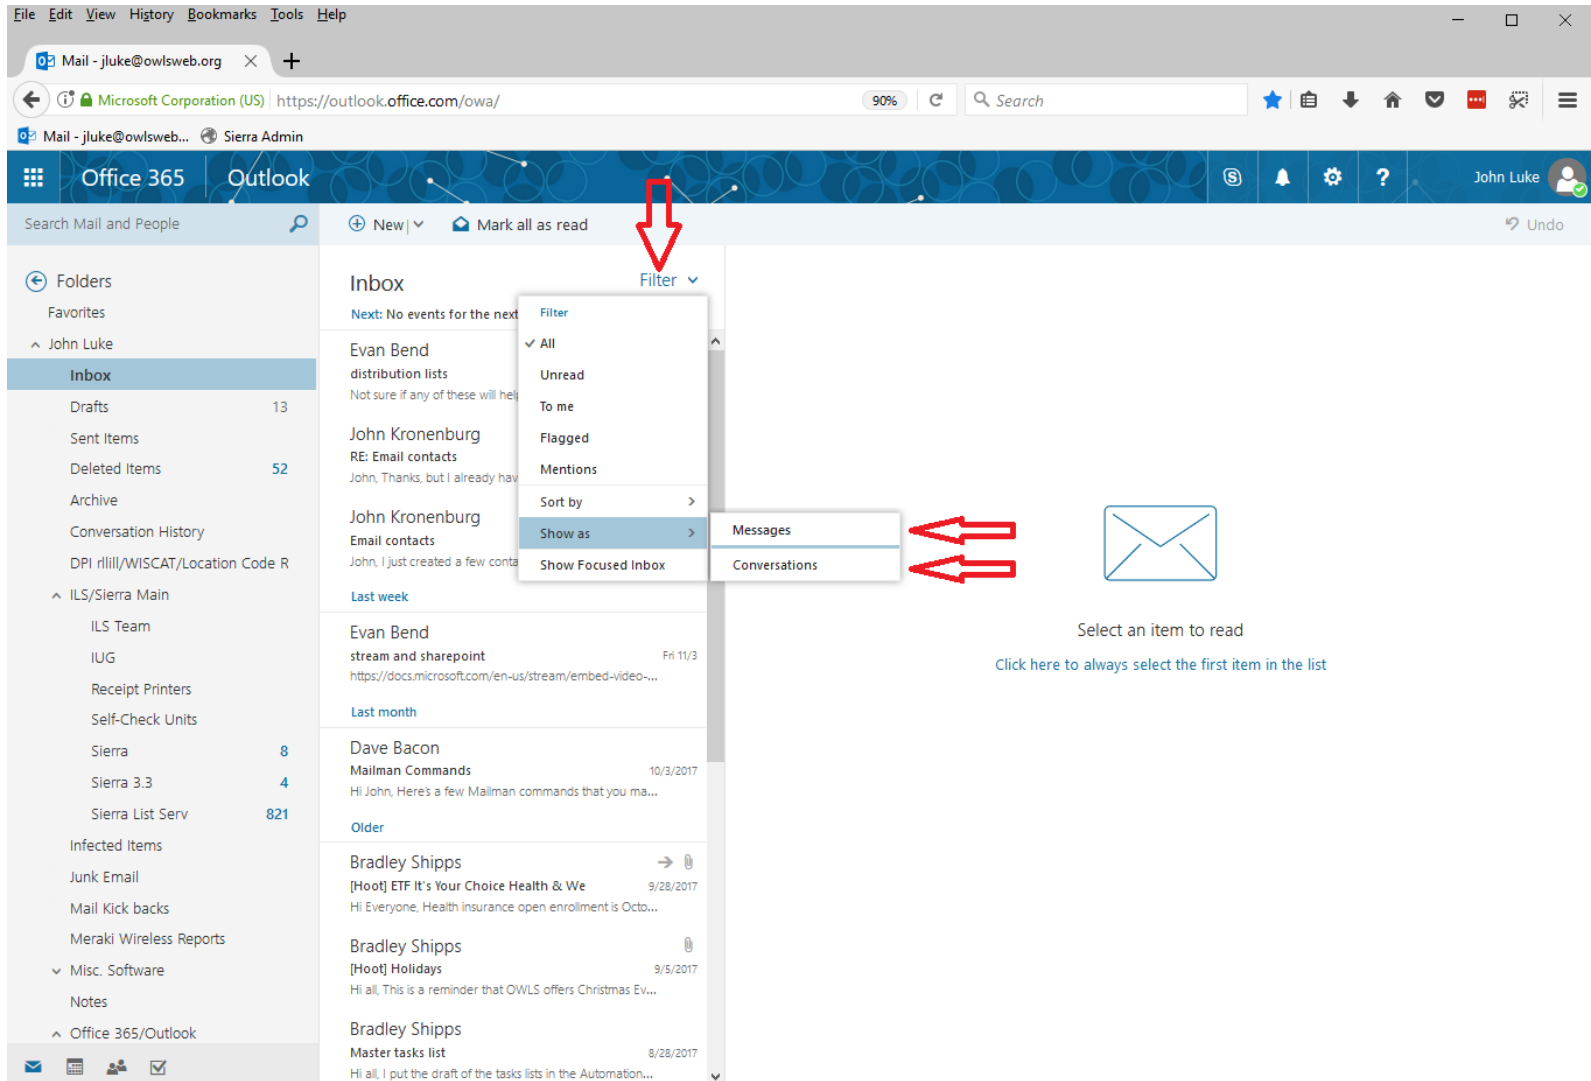 File Edit View History Bookmarks Tools Help
Mail - jluke@owlsweb.org
Microsoft Corporation (US) https://outlook.office.com/owa/ 90% Search
Mail - jluke@owlsweb... Sierra Admin
Office 365 Outlook John Luke
Search Mail and People New Mark all as read Undo
Folders
Favorites
John Luke
Inbox
Drafts 13
Sent Items
Deleted Items 52
Archive
Conversation History
DPI rllill/WISCAT/Location Code R
ILS/Sierra Main
ILS Team
IUG
Receipt Printers
Self-Check Units
Sierra 8
Sierra 3.3 4
Sierra List Serv 821
Infected Items
Junk Email
Mail Kick backs
Meraki Wireless Reports
Misc. Software
Notes
Office 365/Outlook
Inbox Filter
Next: No events for the next
Evan Bend
distribution lists
Not sure if any of these will help
John Kronenburg
RE: Email contacts
John, Thanks, but I already hav
John Kronenburg
Email contacts
John, I just created a few conta
Last week
Evan Bend
stream and sharepoint Fri 11/3
https://docs.microsoft.com/en-us/stream/embed-video-...
Last month
Dave Bacon
Mailman Commands 10/3/2017
Hi John, Here's a few Mailman commands that you ma...
Older
Bradley Shipps
[Hoot] ETF It's Your Choice Health & We 9/28/2017
Hi Everyone, Health insurance open enrollment is Octo...
Bradley Shipps
[Hoot] Holidays 9/5/2017
Hi all, This is a reminder that OWLS offers Christmas Ev...
Bradley Shipps
Master tasks list 8/28/2017
Hi all, I put the draft of the tasks lists in the Automation...
Filter
All
Unread
To me
Flagged
Mentions
Sort by
Show as
Show Focused Inbox
Messages
Conversations
Select an item to read
Click here to always select the first item in the list